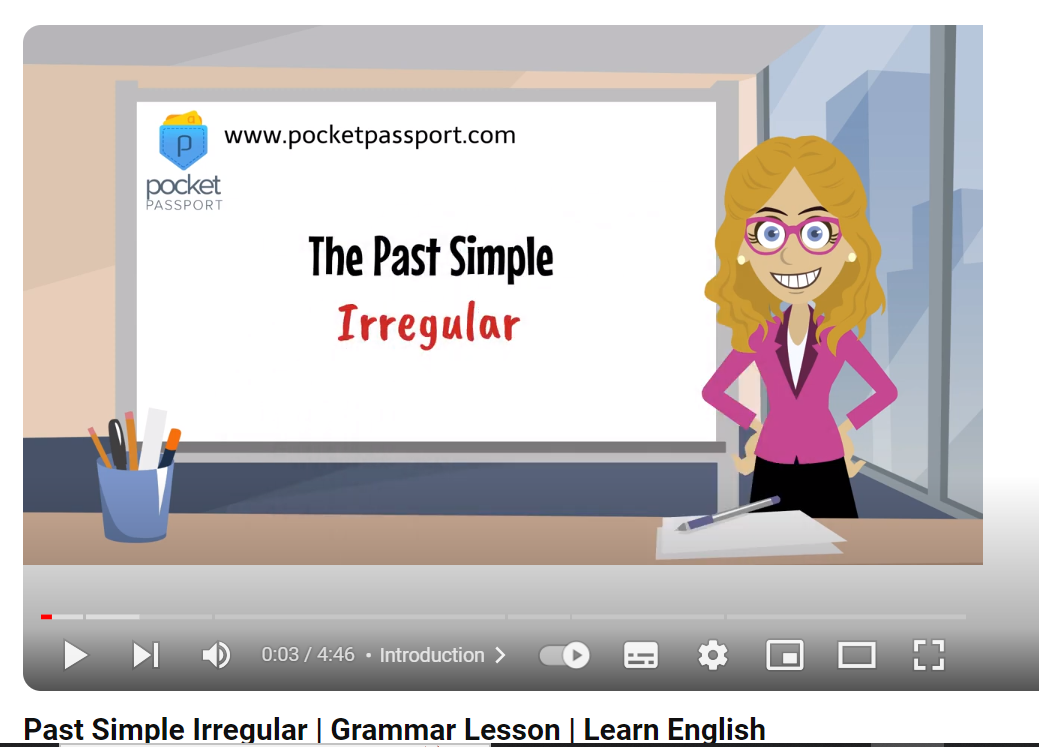 www.pocketpassport.com
p
pocket
PASSPORT
The Past Simple
Irregular
0:03 / 4:46 • Introduction
Past Simple Irregular | Grammar Lesson | Learn English